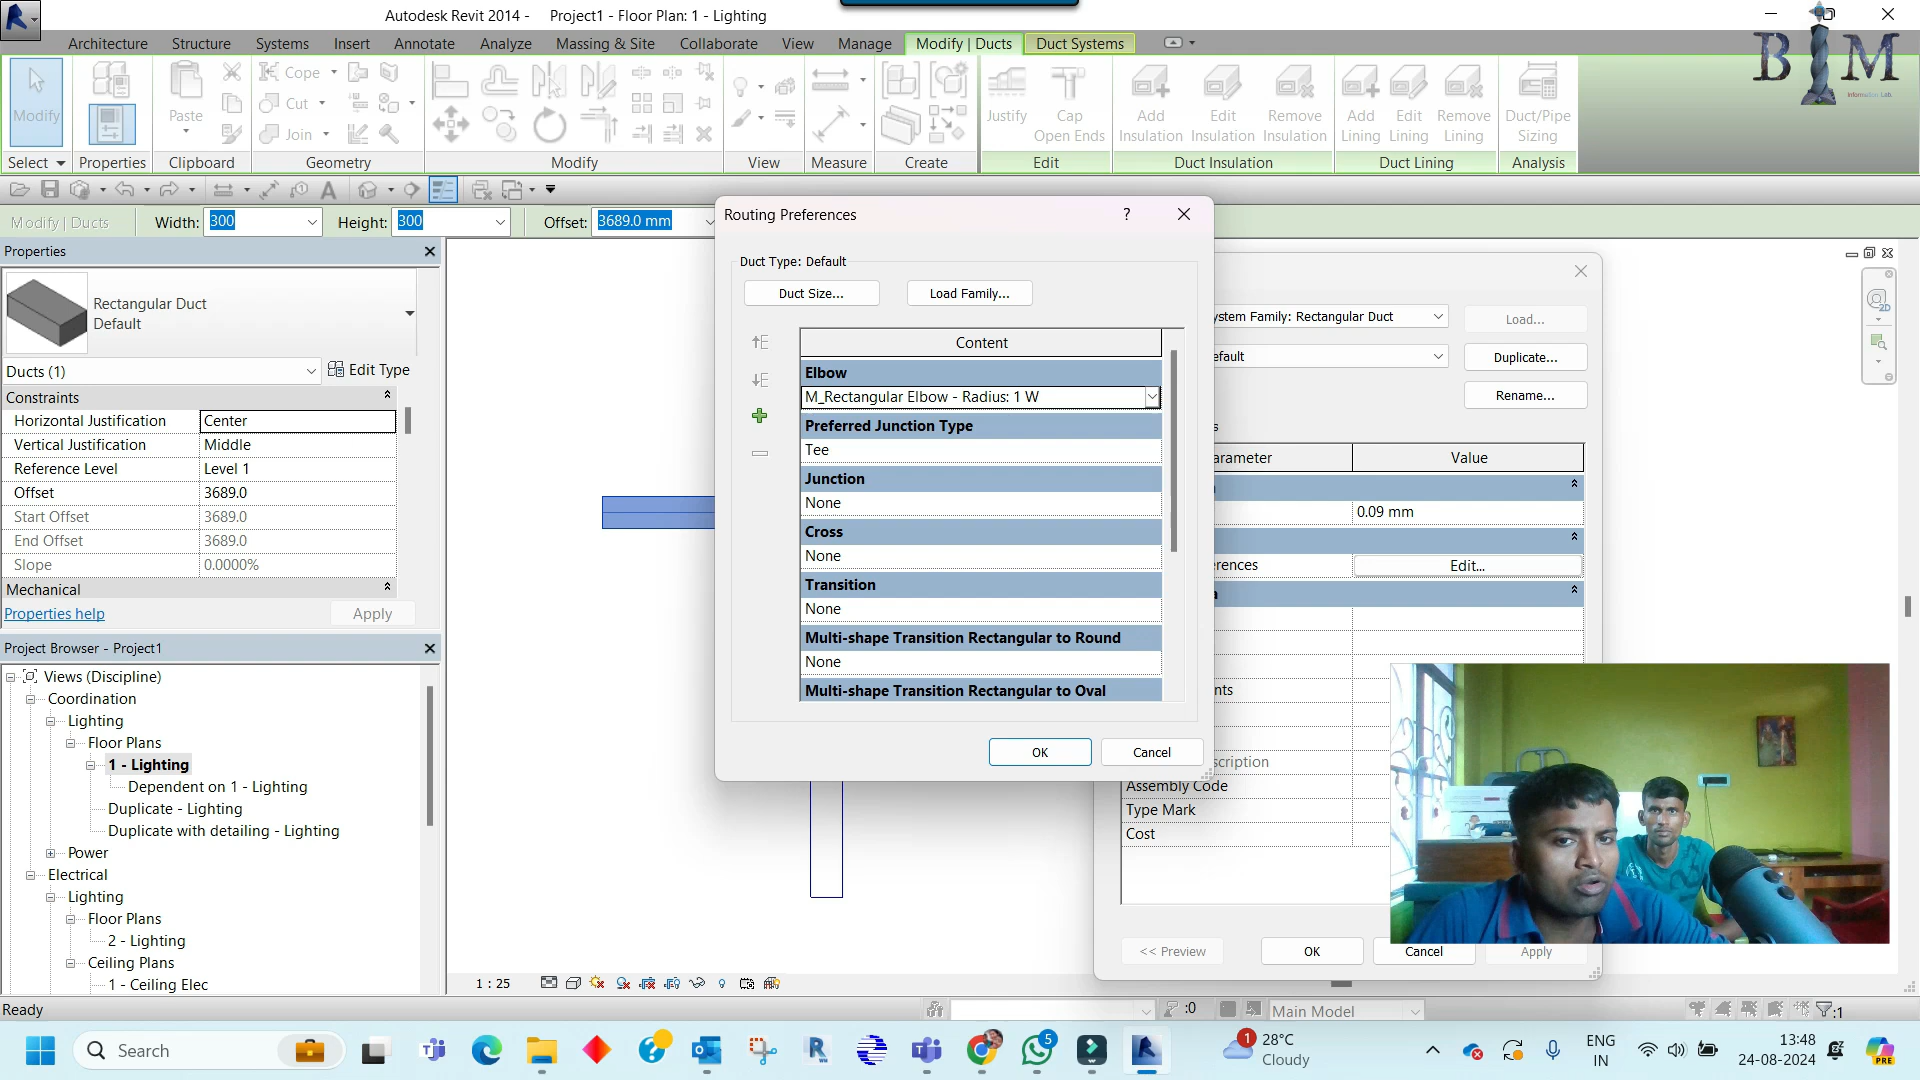 Autodesk Revit 2014 -     Project1 - Floor Plan: 1 - Lighting
Architecture  Structure  Systems  Insert  Annotate  Analyze  Massing & Site  Collaborate  View  Manage  Modify | Ducts  Duct Systems
BIM
Information Lab.
Modify  Paste  Cope  Cut  Join  Justify  Cap Open Ends  Add Insulation  Edit Insulation  Remove Insulation  Add Lining  Edit Lining  Remove Lining  Duct/Pipe Sizing
Select  Properties  Clipboard  Geometry  Modify  View  Measure  Create  Edit  Duct Insulation  Duct Lining  Analysis
Modify | Ducts  Width: 300  Height: 300  Offset: 3689.0 mm
Properties
Rectangular Duct
Default
Ducts (1)  Edit Type
Constraints
Horizontal Justification  Center
Vertical Justification  Middle
Reference Level  Level 1
Offset  3689.0
Start Offset  3689.0
End Offset  3689.0
Slope  0.0000%
Mechanical
Properties help  Apply
Project Browser - Project1
Views (Discipline)
Coordination
Lighting
Floor Plans
1 - Lighting
Dependent on 1 - Lighting
Duplicate - Lighting
Duplicate with detailing - Lighting
Power
Electrical
Lighting
Floor Plans
2 - Lighting
Ceiling Plans
1 - Ceiling Elec
Routing Preferences  ?
Duct Type: Default
Duct Size...  Load Family...
Content
Elbow
M_Rectangular Elbow - Radius: 1 W
Preferred Junction Type
Tee
Junction
None
Cross
None
Transition
None
Multi-shape Transition Rectangular to Round
None
Multi-shape Transition Rectangular to Oval
OK  Cancel
ystem Family: Rectangular Duct  Load...
efault  Duplicate...
Rename...
s
arameter  Value
0.09 mm
rences  Edit...
a
nts
scription
Assembly Code
Type Mark
Cost
<< Preview  OK  Cancel  Apply
2D
1 : 25
Ready  :0  Main Model  :1
Search  5  1  28°C  Cloudy  ENG  IN  13:48  24-08-2024  PRE